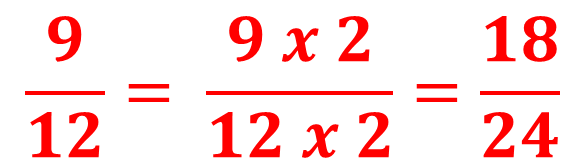 9/12 = 9 x 2/12 x 2 = 18/24